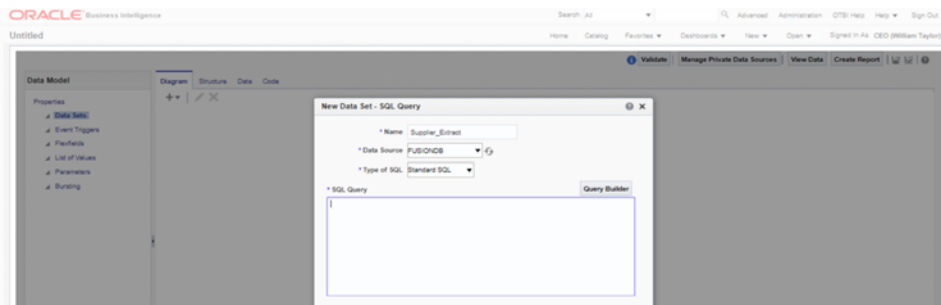 ORACLE Business Intelligence Search All Advanced Administration OTBI Help Help Sign Out
Untitled Home Catalog Favorites Dashboards New Open Signed In As CEO (William Taylor)
Validate Manage Private Data Sources View Data Create Report
Data Model Diagram Structure Data Code
Properties
Data Sets
Event Triggers
Flexfields
List of Values
Parameters
Bursting
New Data Set - SQL Query
* Name Supplier_Extract
* Data Source FUSIONDB
* Type of SQL Standard SQL
* SQL Query Query Builder